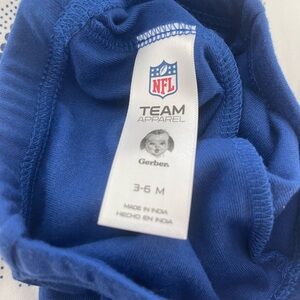 NFL
TEAM
APPAREL
Gerber.
3-6 M
MADE IN INDIA
HECHO EN INDIA